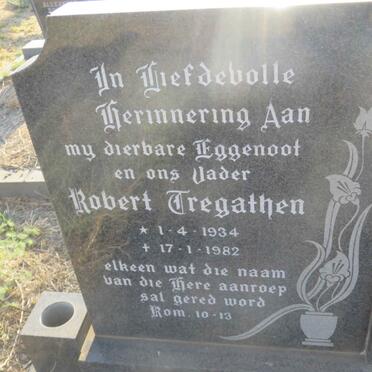 In Liefdevolle
Herinnering Aan
my dierbare Eggenoot
en ons Vader
Robert Tregathen
★ 1-4-1934
✝ 17-1-1982
elkeen wat die naam
van die Here aanroep
sal gered word
Rom. 10-13